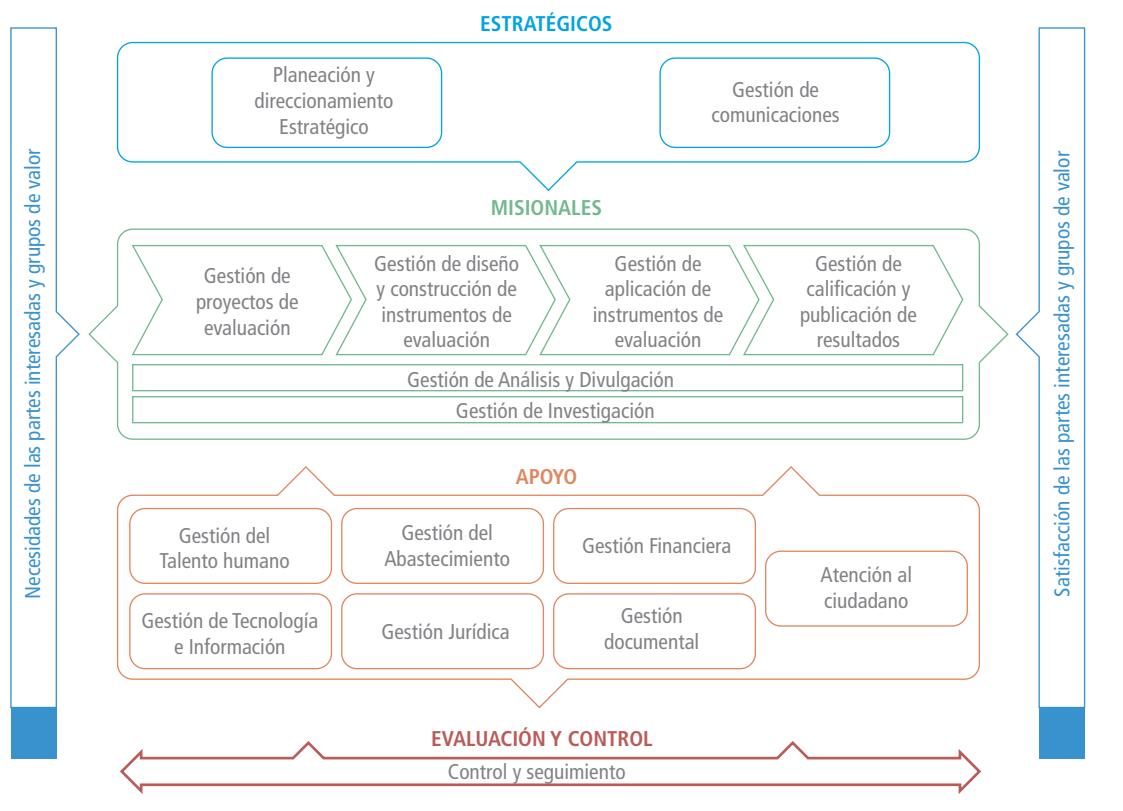 ESTRATÉGICOS
Planeación y
direccionamiento
Estratégico
Gestión de
comunicaciones
Necesidades de las partes interesadas y grupos de valor
MISIONALES
Gestión de
proyectos de
evaluación
Gestión de diseño
y construcción de
instrumentos de
evaluación
Gestión de
aplicación de
instrumentos de
evaluación
Gestión de
calificación y
publicación de
resultados
Gestión de Análisis y Divulgación
Gestión de Investigación
Satisfacción de las partes interesadas y grupos de valor
APOYO
Gestión del
Talento humano
Gestión del
Abastecimiento
Gestión Financiera
Atención al
ciudadano
Gestión de Tecnología
e Información
Gestión Jurídica
Gestión
documental
EVALUACIÓN Y CONTROL
Control y seguimiento